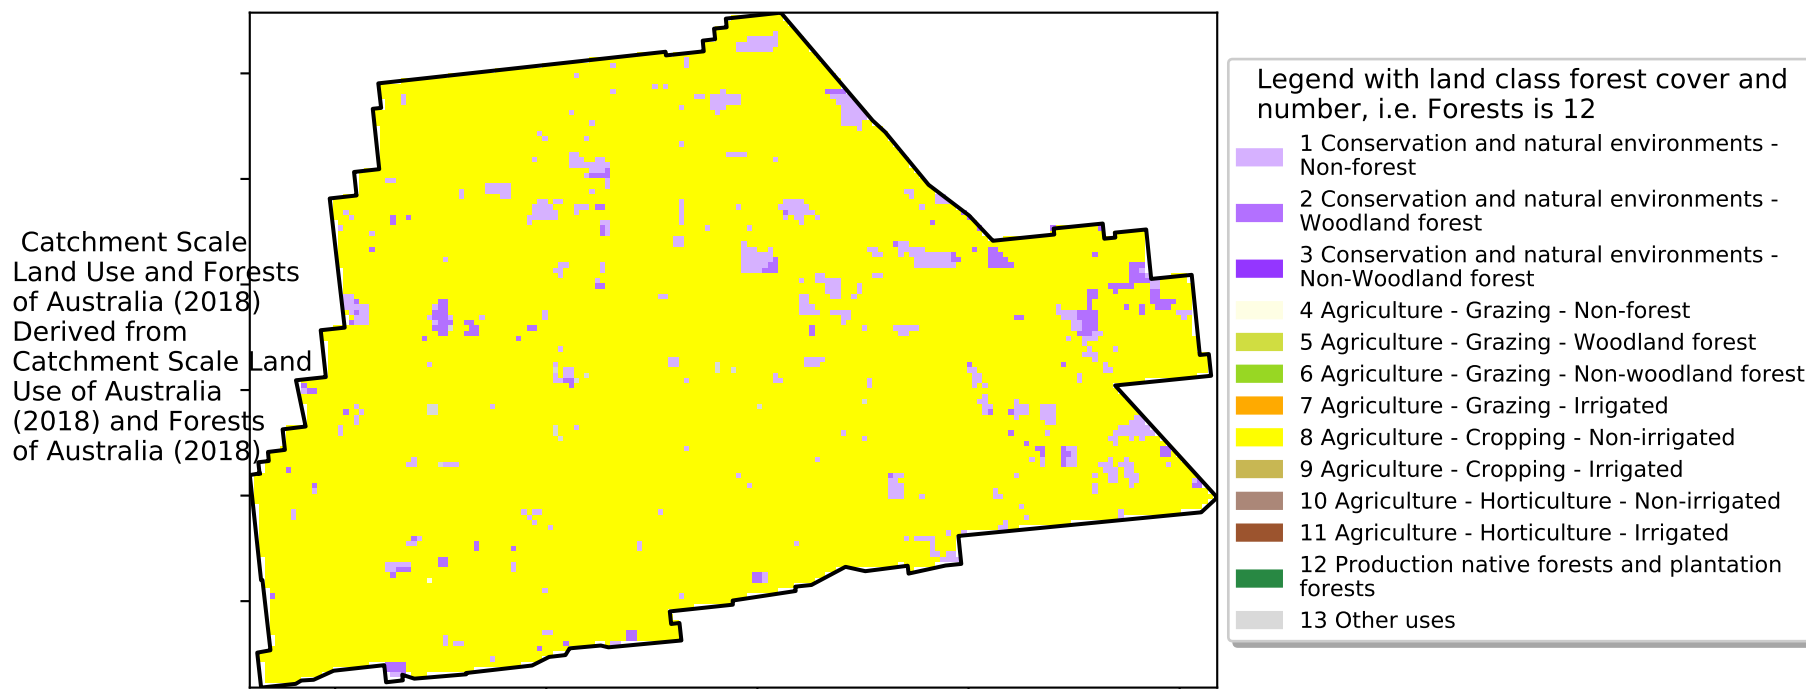 Catchment Scale
Land Use and Forests
of Australia (2018)
Derived from
Catchment Scale Land
Use of Australia
(2018) and Forests
of Australia (2018)
Legend with land class forest cover and
number, i.e. Forests is 12
1 Conservation and natural environments -
Non-forest
2 Conservation and natural environments -
Woodland forest
3 Conservation and natural environments -
Non-Woodland forest
4 Agriculture - Grazing - Non-forest
5 Agriculture - Grazing - Woodland forest
6 Agriculture - Grazing - Non-woodland forest
7 Agriculture - Grazing - Irrigated
8 Agriculture - Cropping - Non-irrigated
9 Agriculture - Cropping - Irrigated
10 Agriculture - Horticulture - Non-irrigated
11 Agriculture - Horticulture - Irrigated
12 Production native forests and plantation
forests
13 Other uses